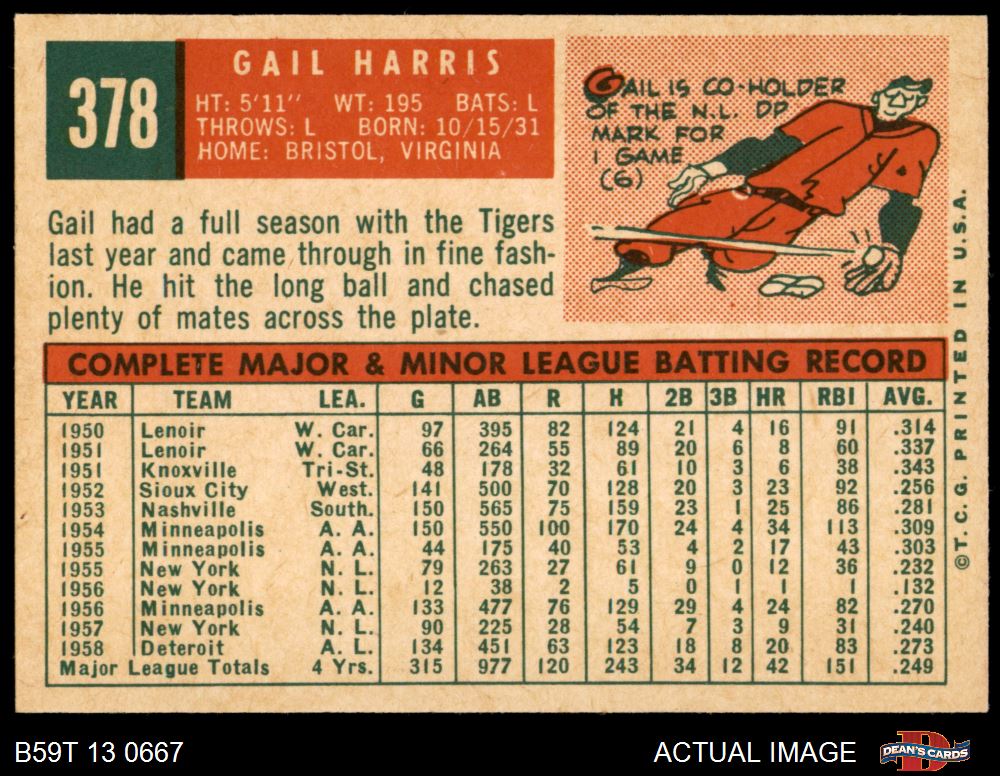 378
GAIL HARRIS
HT: 5'11" WT: 195 BATS: L
THROWS: L BORN: 10/15/31
HOME: BRISTOL, VIRGINIA
GAIL IS CO-HOLDER
OF THE N.L. DP
MARK FOR
1 GAME
(6)
Gail had a full season with the Tigers
last year and came through in fine fash-
ion. He hit the long ball and chased
plenty of mates across the plate.
COMPLETE MAJOR & MINOR LEAGUE BATTING RECORD
YEAR TEAM LEA. G AB R H 2B 3B HR RBI AVG.
1950 Lenoir W. Car. 97 395 82 124 21 4 16 91 .314
1951 Lenoir W. Car. 66 264 55 89 20 6 8 60 .337
1951 Knoxville Tri-St. 48 178 32 61 10 3 6 38 .343
1952 Sioux City West. 141 500 70 128 20 3 23 92 .256
1953 Nashville South. 150 565 75 159 23 1 25 86 .281
1954 Minneapolis A. A. 150 550 100 170 24 4 34 113 .309
1955 Minneapolis A. A. 44 175 40 53 4 2 17 43 .303
1955 New York N. L. 79 263 27 61 9 0 12 36 .232
1956 New York N. L. 12 38 2 5 0 1 1 1 .132
1956 Minneapolis A. A. 133 477 76 129 29 4 24 82 .270
1957 New York N. L. 90 225 28 54 7 3 9 31 .240
1958 Deteroit A. L. 134 451 63 123 18 8 20 83 .273
Major League Totals 4 Yrs. 315 977 120 243 34 12 42 151 .249
©T. C. G. PRINTED IN U.S.A.
B59T 13 0667
ACTUAL IMAGE
D
DEAN'S CARDS